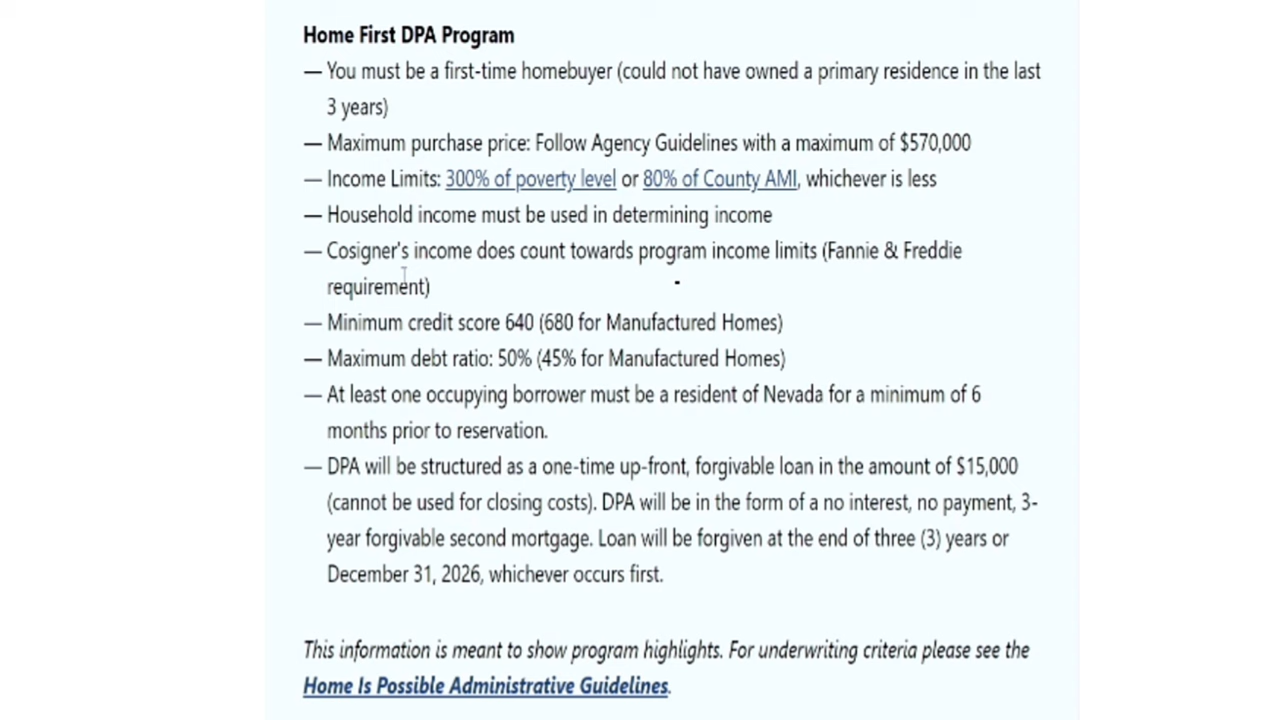 Home First DPA Program
— You must be a first-time homebuyer (could not have owned a primary residence in the last
3 years)
— Maximum purchase price: Follow Agency Guidelines with a maximum of $570,000
— Income Limits: 300% of poverty level or 80% of County AMI, whichever is less
— Household income must be used in determining income
— Cosigner's income does count towards program income limits (Fannie & Freddie
requirement)
— Minimum credit score 640 (680 for Manufactured Homes)
— Maximum debt ratio: 50% (45% for Manufactured Homes)
— At least one occupying borrower must be a resident of Nevada for a minimum of 6
months prior to reservation.
— DPA will be structured as a one-time up-front, forgivable loan in the amount of $15,000
(cannot be used for closing costs). DPA will be in the form of a no interest, no payment, 3-
year forgivable second mortgage. Loan will be forgiven at the end of three (3) years or
December 31, 2026, whichever occurs first.
This information is meant to show program highlights. For underwriting criteria please see the
Home Is Possible Administrative Guidelines.